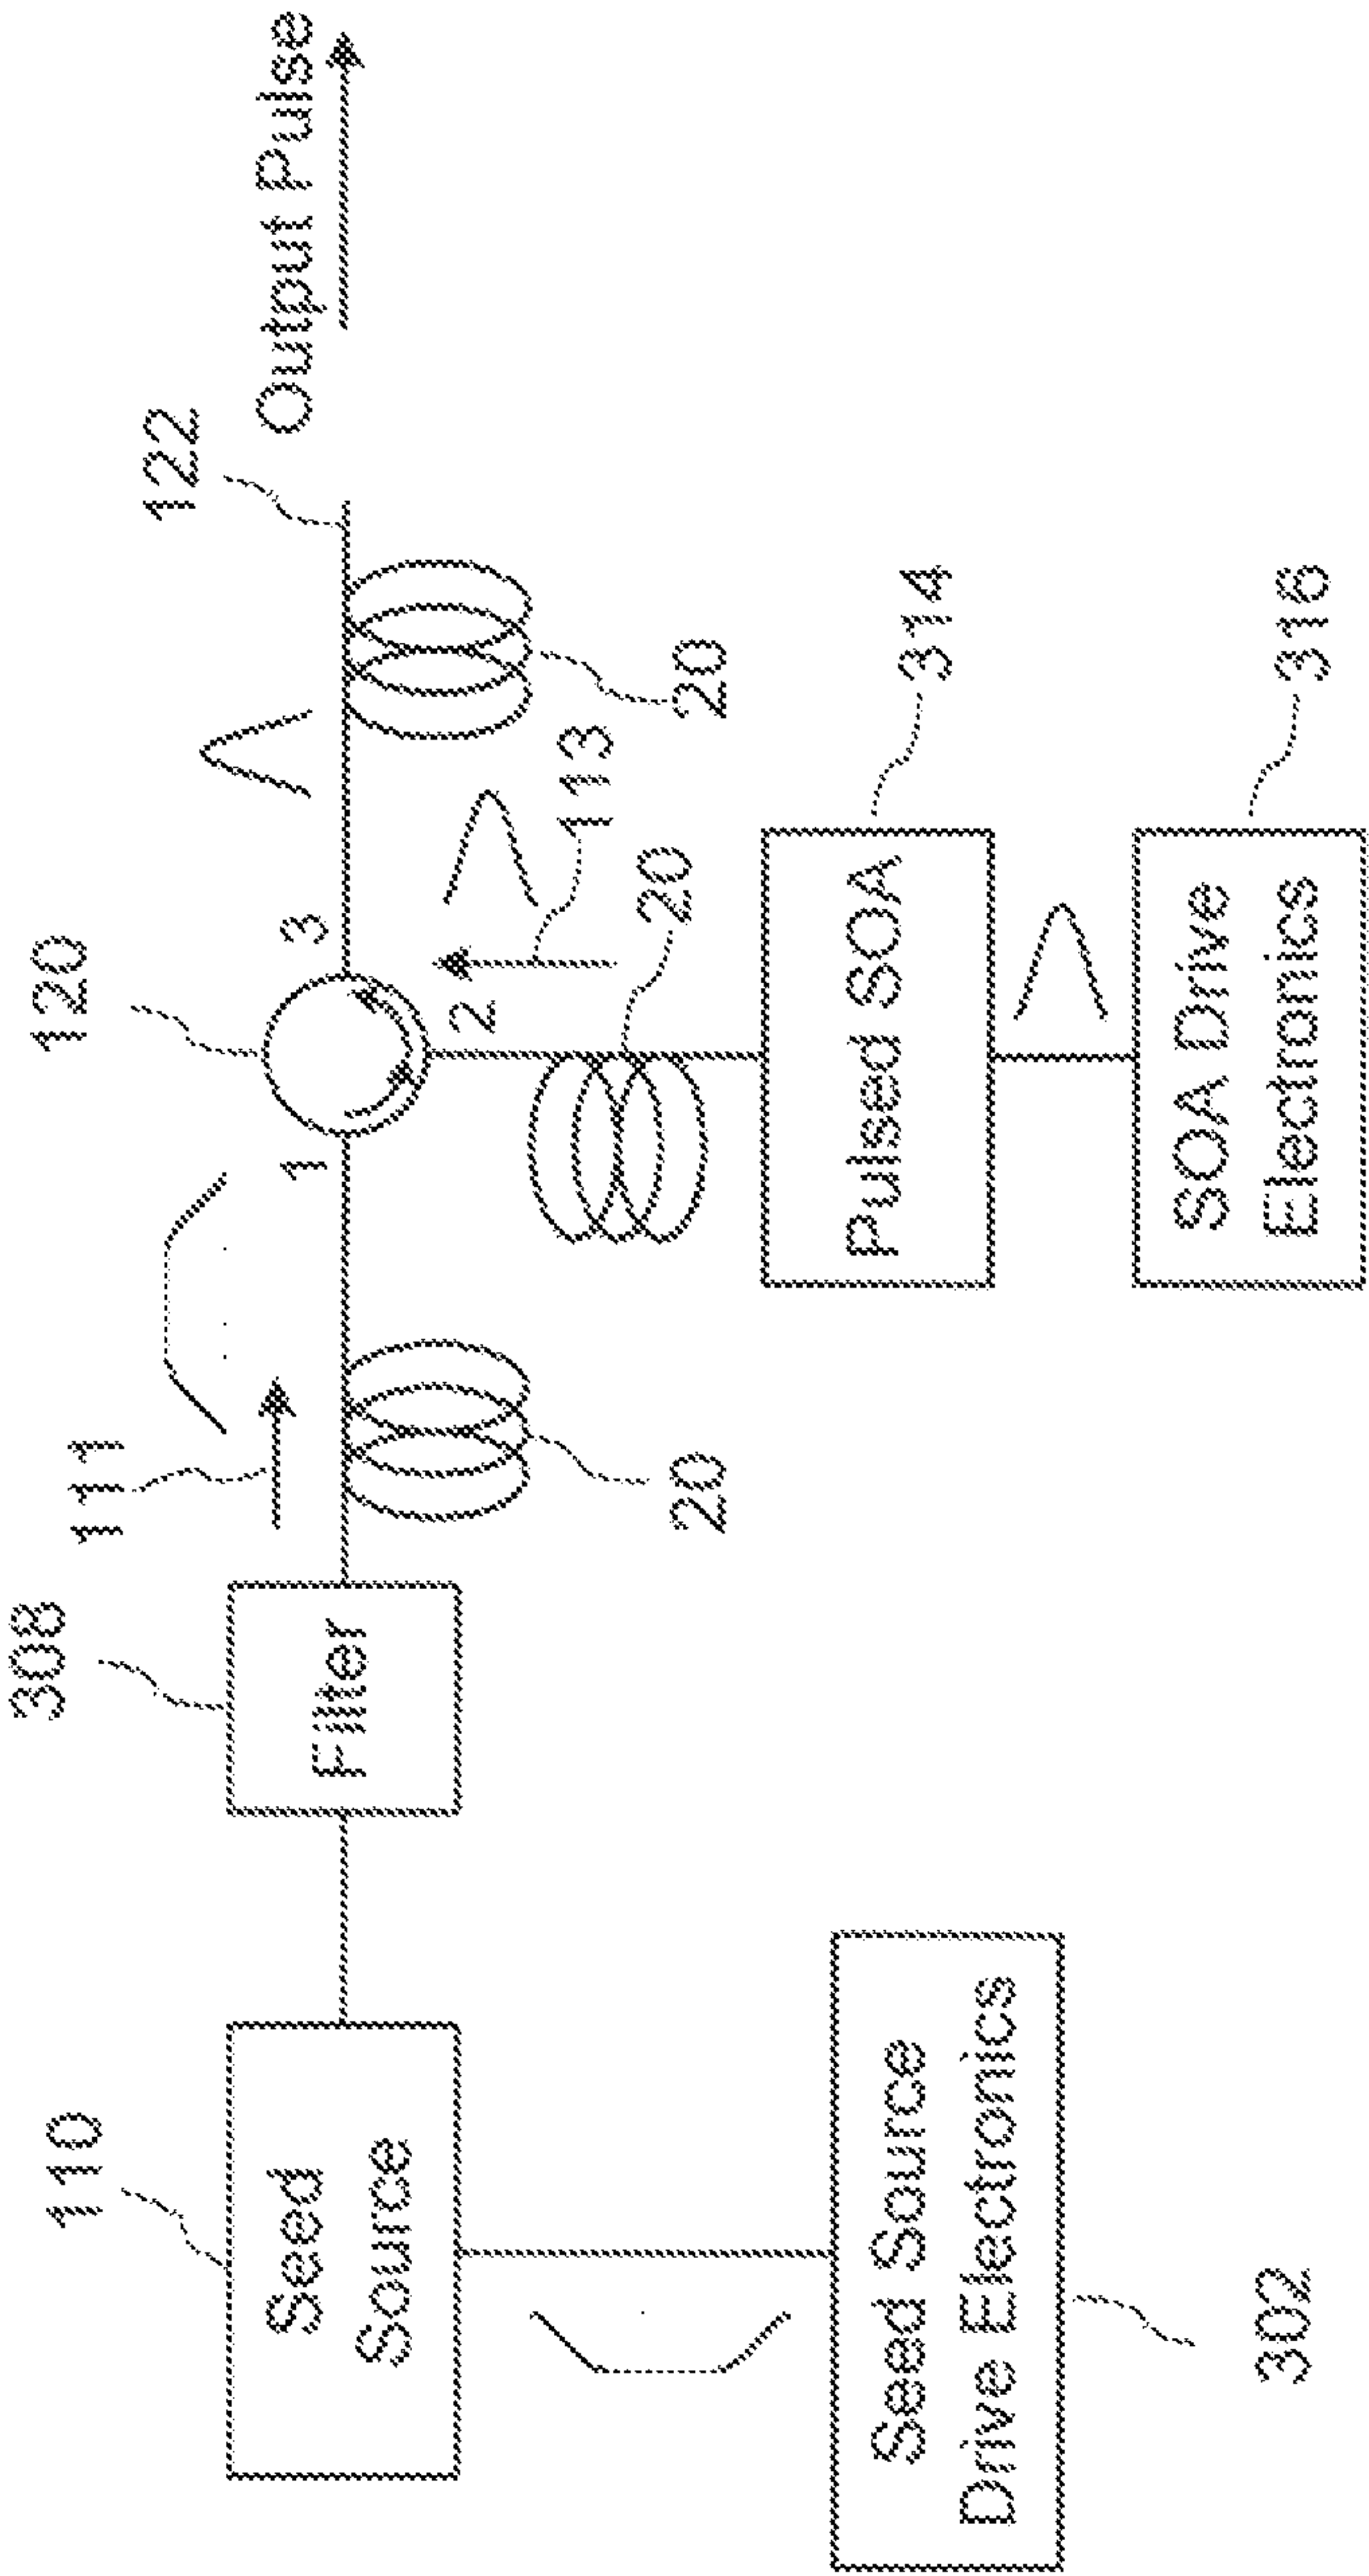 110
308
111
120
122
Output Pulse
Seed
Source
Filter
1
3
2
113
20
20
20
Seed Source
Drive Electronics
302
Pulsed SOA
314
SOA Drive
Electronics
316